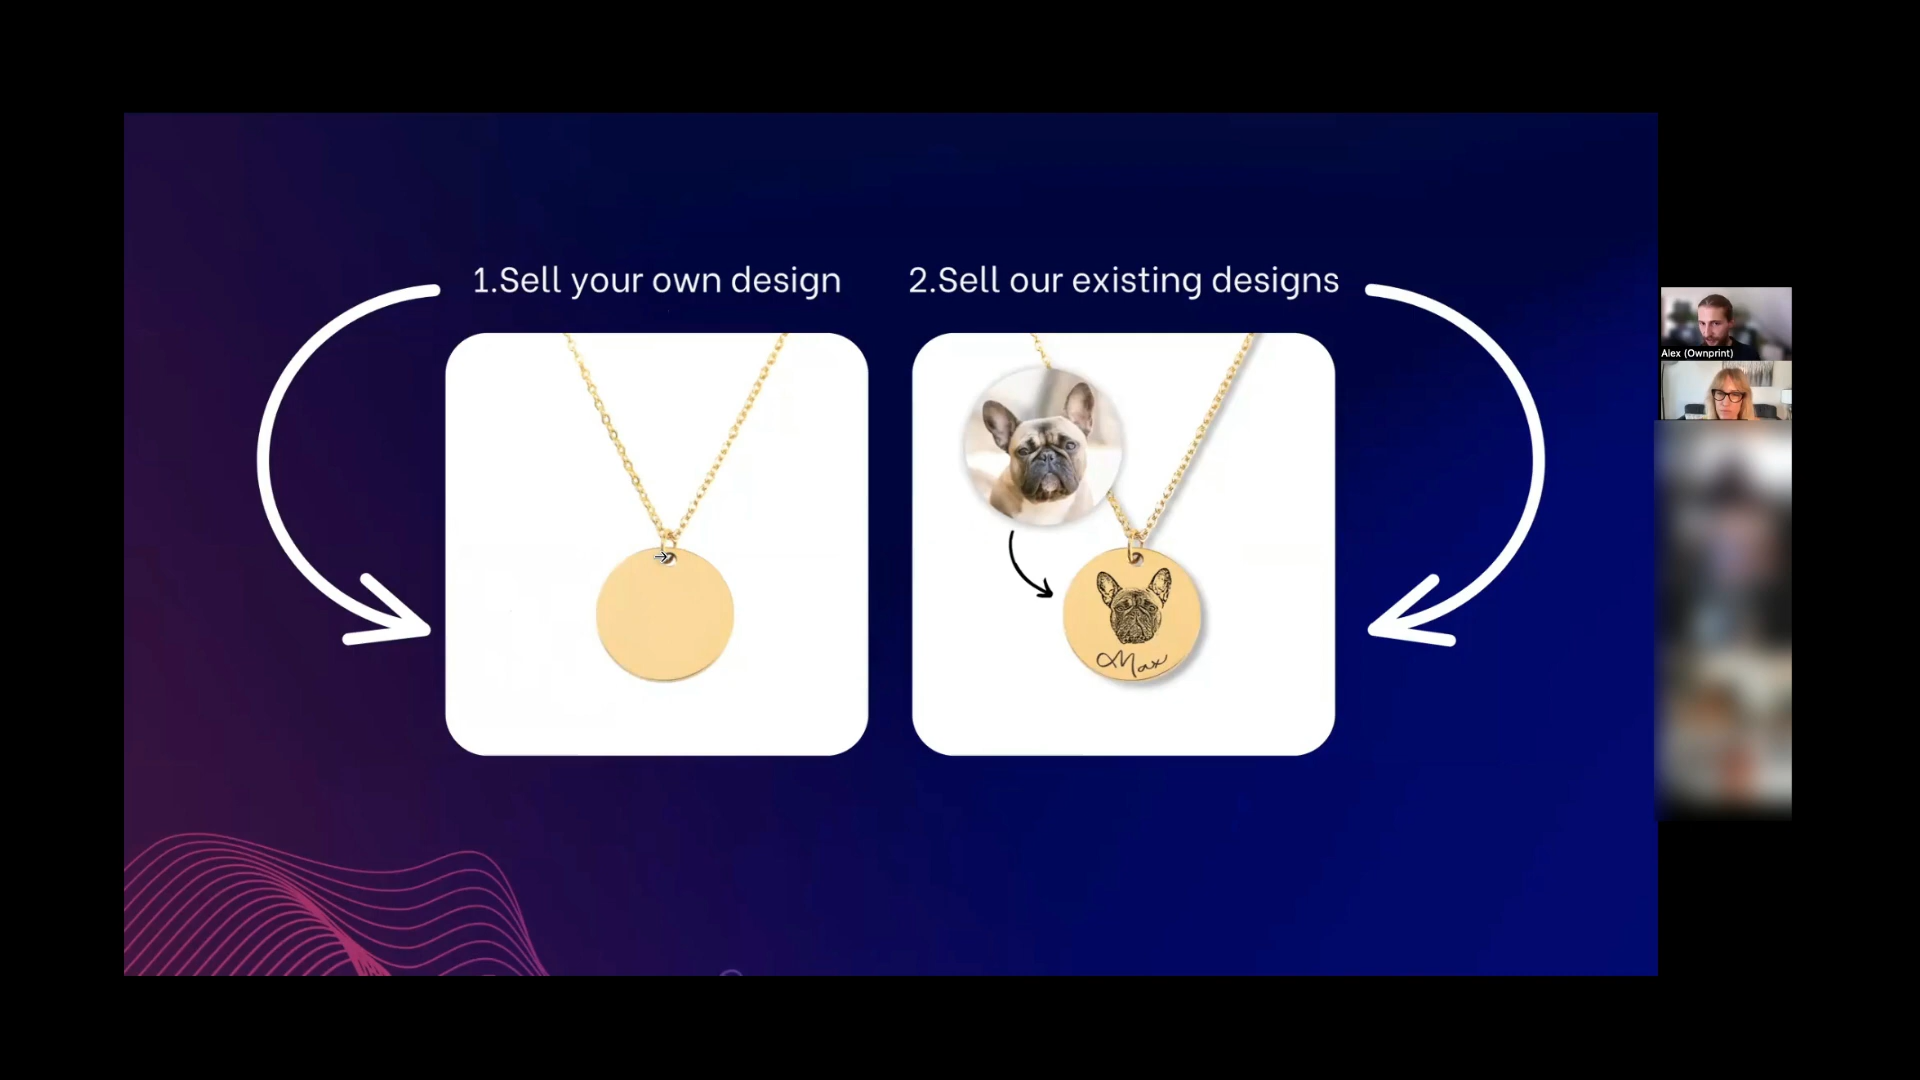 1.Sell your own design
2.Sell our existing designs
Max
Alex (Ownprint)